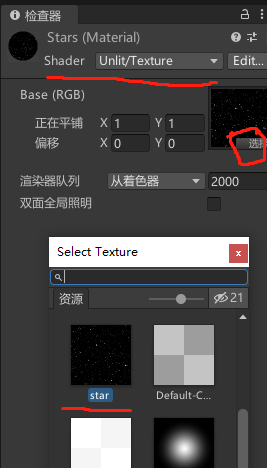 检查器
Stars (Material)
Shader Unlit/Texture Edit...
Base (RGB)
正在平铺 X 1 Y 1
偏移 X 0 Y 0
选择
渲染器队列 从着色器 2000
双面全局照明
Select Texture
x
资源 21
star Default-C...